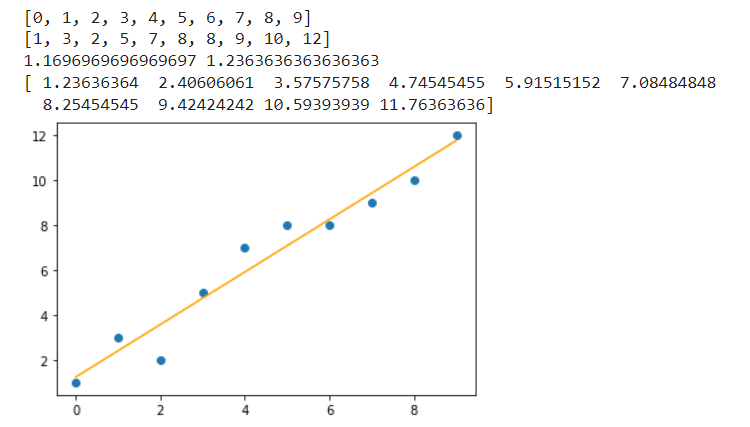 [0, 1, 2, 3, 4, 5, 6, 7, 8, 9]
[1, 3, 2, 5, 7, 8, 8, 9, 10, 12]
1.1696969696969697 1.2363636363636363
[ 1.23636364  2.40606061  3.57575758  4.74545455  5.91515152  7.08484848
  8.25454545  9.42424242 10.59393939 11.76363636]
12
10
8
6
4
2
0 2 4 6 8